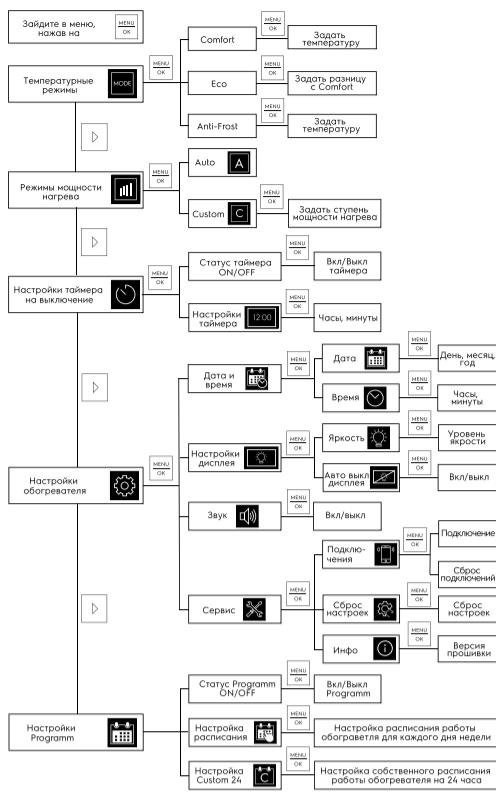 Зайдите в меню,
нажав на
MENU
OK
Температурные
режимы
MODE
MENU
OK
Comfort
MENU
OK
Задать
температуру
Eco
MENU
OK
Задать разницу
с Comfort
Anti-Frost
MENU
OK
Задать
температуру
Режимы мощности
нагрева
MENU
OK
Auto
A
Custom
C
MENU
OK
Задать ступень
мощности нагрева
Настройки таймера
на выключение
MENU
OK
Статус таймера
ON/OFF
MENU
OK
Вкл/Выкл
таймера
Настройки
таймера
12:00
MENU
OK
Часы, минуты
Настройки
обогревателя
MENU
OK
Дата и
время
MENU
OK
Дата
MENU
OK
День, месяц,
год
Время
MENU
OK
Часы,
минуты
Настройки
дисплея
MENU
OK
Яркость
MENU
OK
Уровень
якрости
Авто выкл
дисплея
MENU
OK
Вкл/выкл
Звук
MENU
OK
Вкл/выкл
Сервис
MENU
OK
Подклю-
чения
MENU
OK
Подключение
Сброс
подключений
Сброс
настроек
MENU
OK
Сброс
настроек
Инфо
MENU
OK
Версия
прошивки
Настройки
Programm
MENU
OK
Статус Programm
ON/OFF
MENU
OK
Вкл/Выкл
Programm
Настройка
расписания
MENU
OK
Настройка расписания работы
обограветля для каждого дня недели
Настройка
Custom 24
C
MENU
OK
Настройка собственного расписания
работы обогревателя на 24 часа